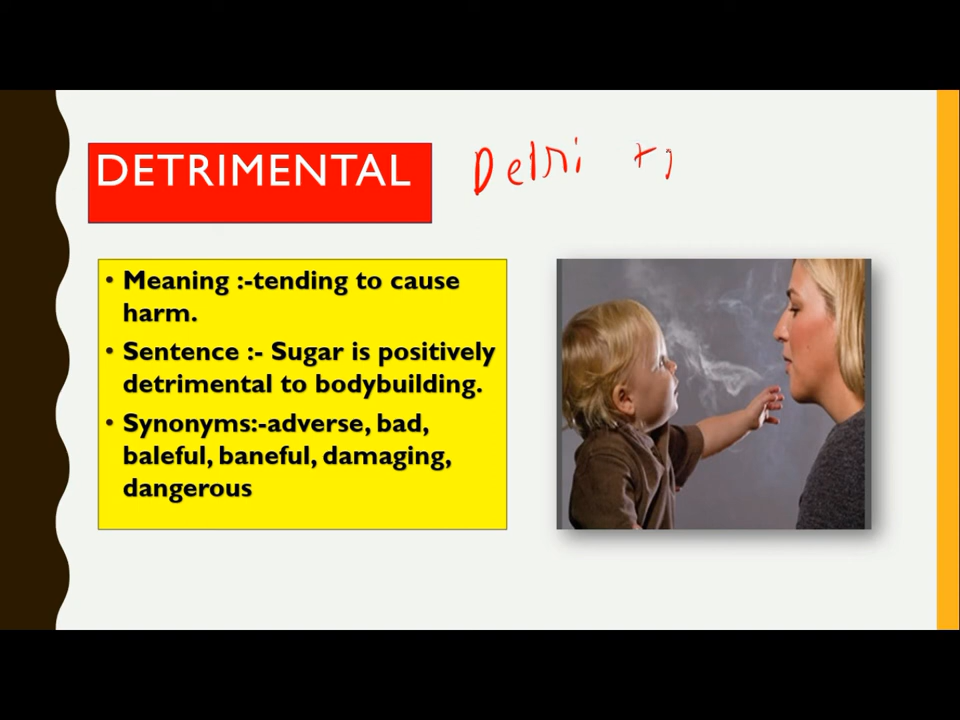 DETRIMENTAL
Detri +
• Meaning :-tending to cause
harm.
• Sentence :- Sugar is positively
detrimental to bodybuilding.
• Synonyms:-adverse, bad,
baleful, baneful, damaging,
dangerous